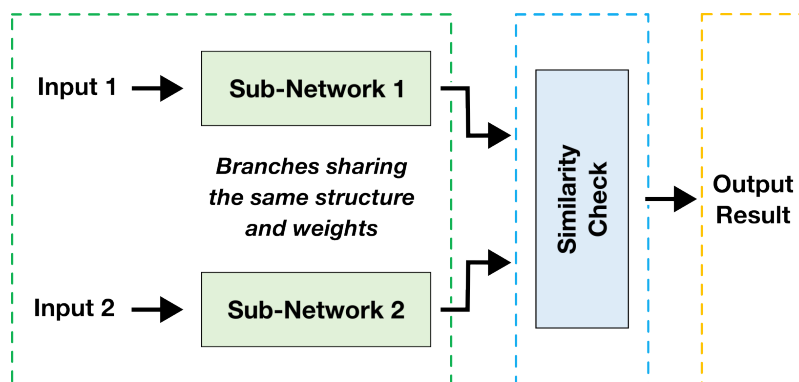 Input 1
Sub-Network 1
Branches sharing
the same structure
and weights
Input 2
Sub-Network 2
Similarity
Check
Output
Result